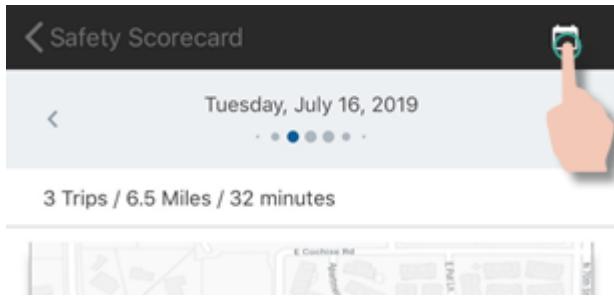 Safety Scorecard
Tuesday, July 16, 2019
3 Trips / 6.5 Miles / 32 minutes
E Cochise Rd